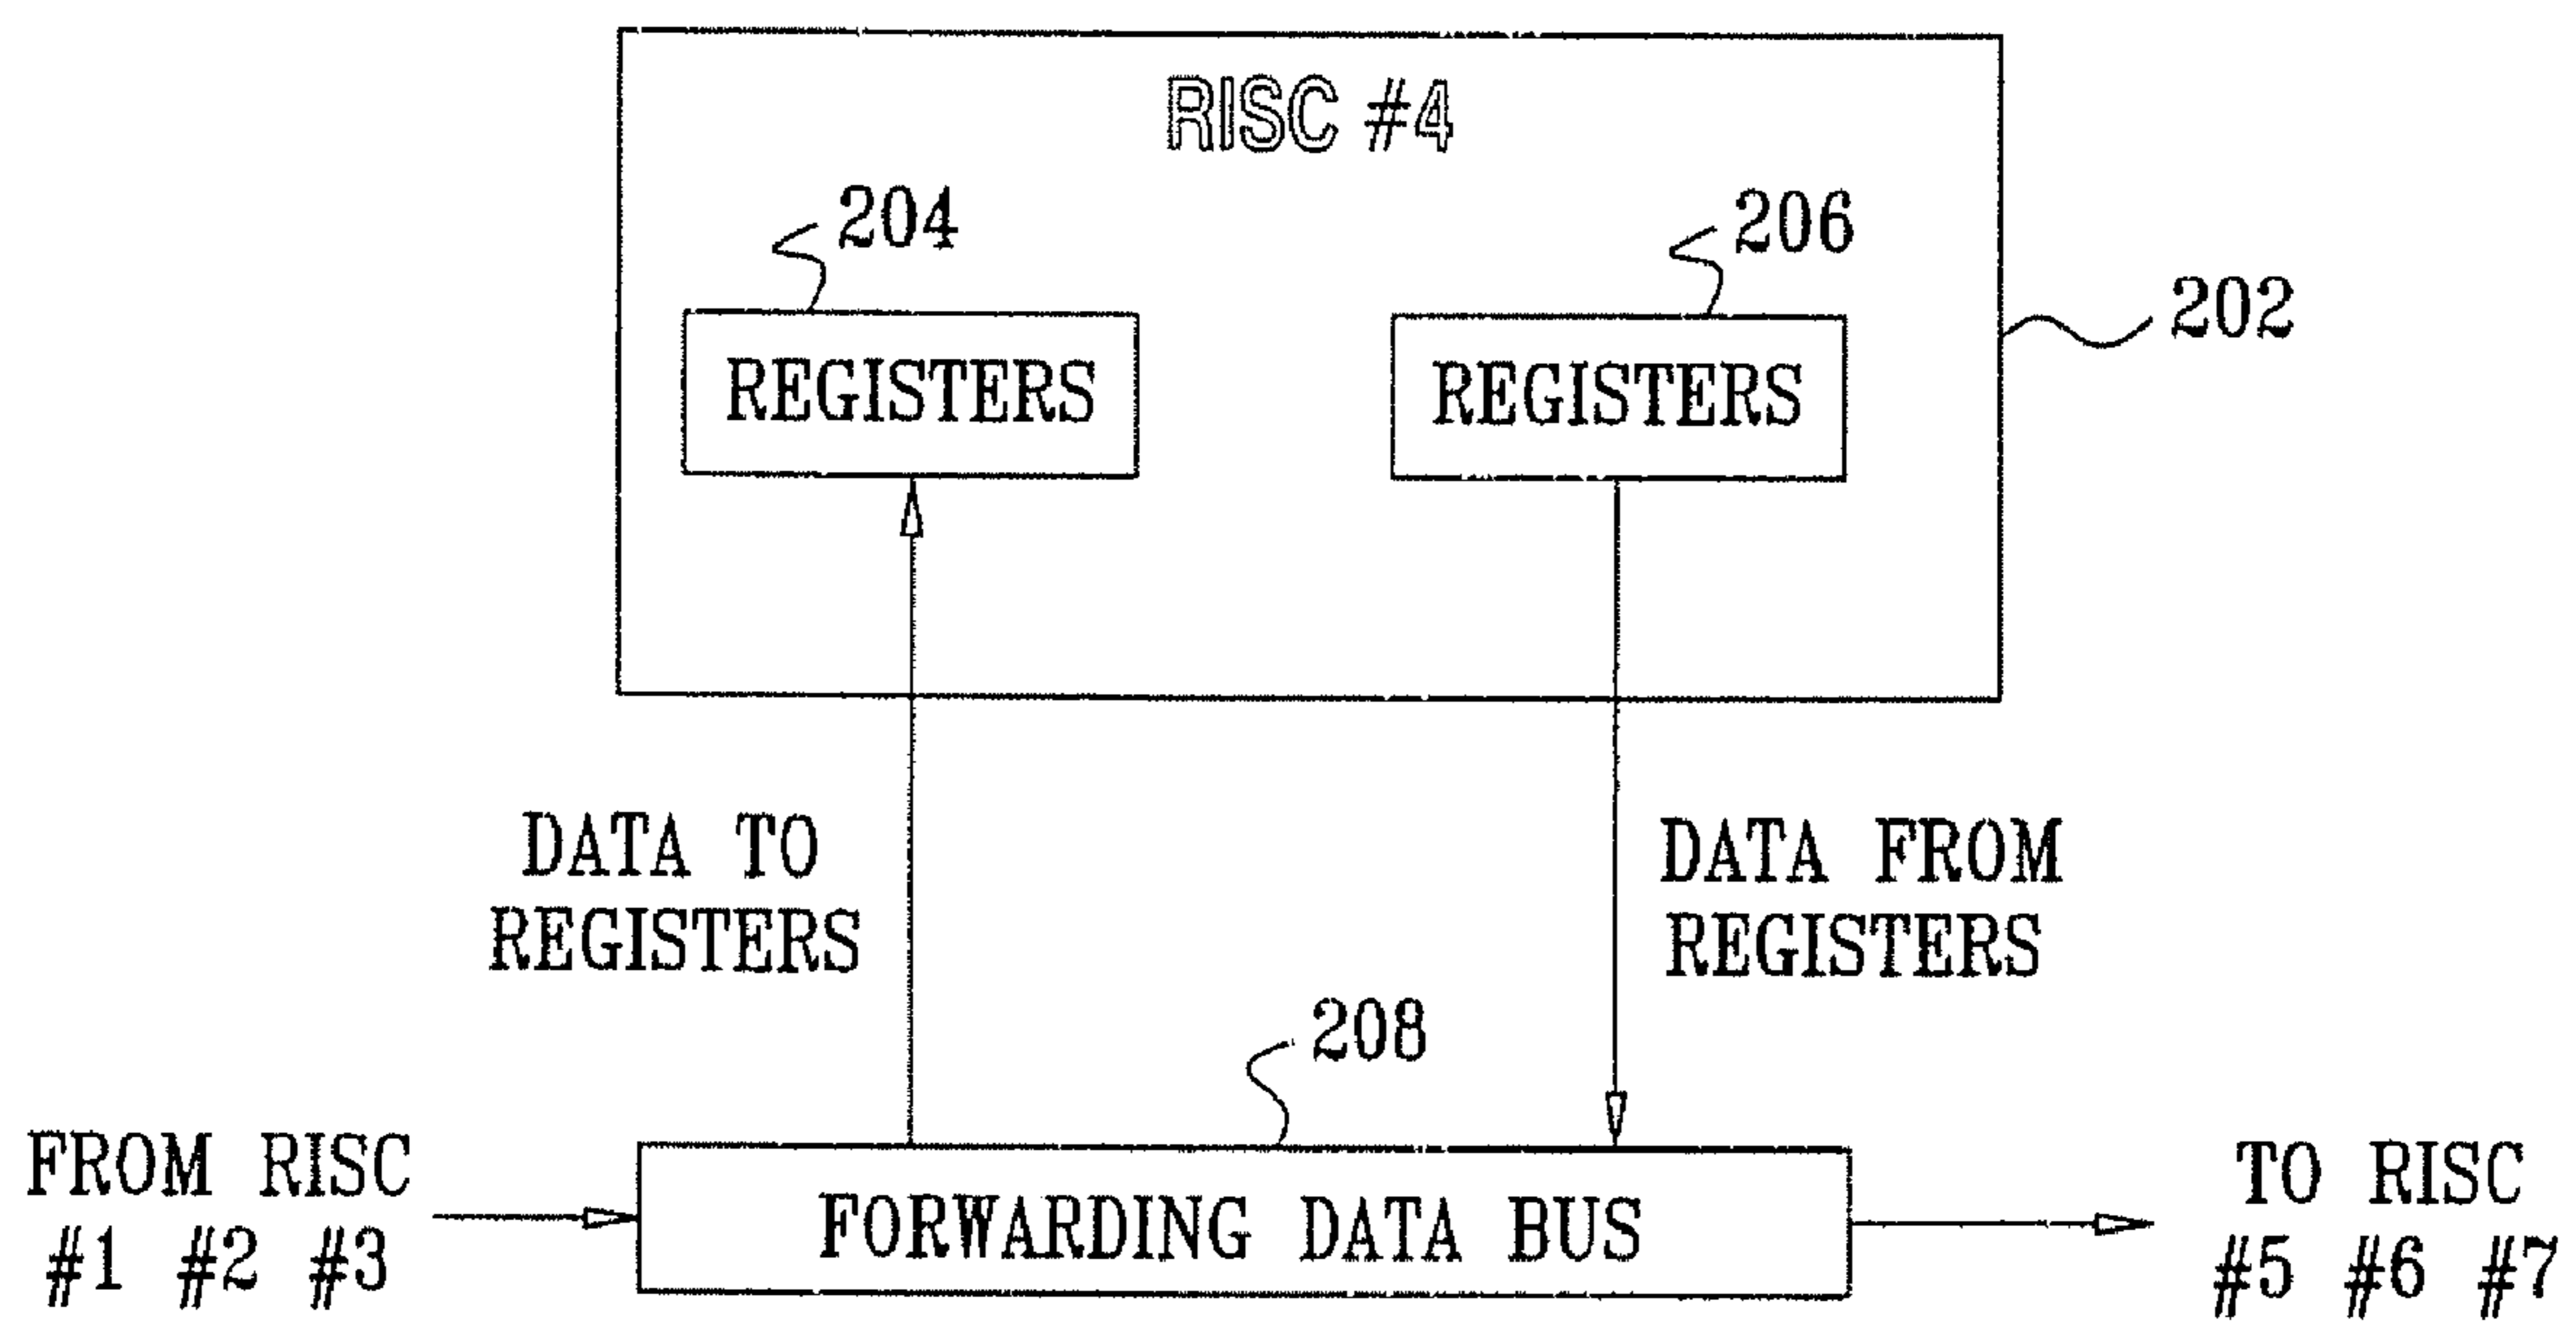 RISC #4
204
206
202
REGISTERS
REGISTERS
DATA TO
REGISTERS
DATA FROM
REGISTERS
208
FROM RISC
#1 #2 #3
FORWARDING DATA BUS
TO RISC
#5 #6 #7